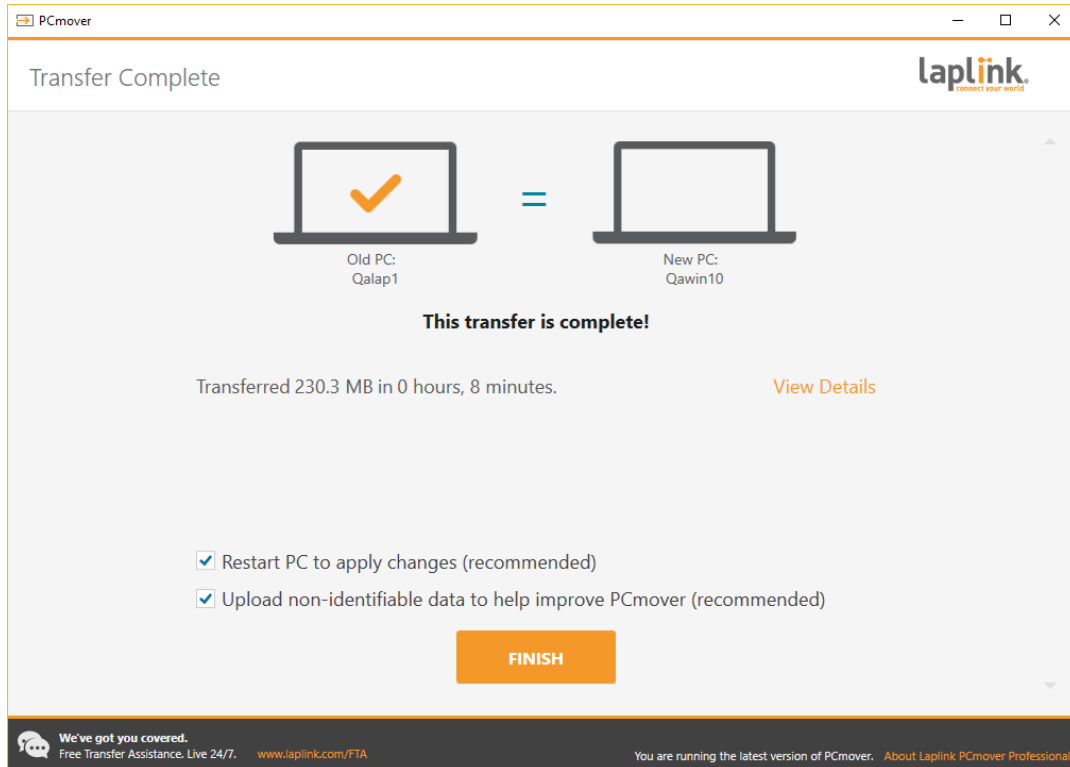 PCmover
Transfer Complete
laplink.
connect your world
Old PC:
Qalap1
=
New PC:
Qawin10
This transfer is complete!
Transferred 230.3 MB in 0 hours, 8 minutes.
View Details
Restart PC to apply changes (recommended)
Upload non-identifiable data to help improve PCmover (recommended)
FINISH
We've got you covered.
Free Transfer Assistance. Live 24/7. www.laplink.com/FTA
You are running the latest version of PCmover. About Laplink PCmover Professional